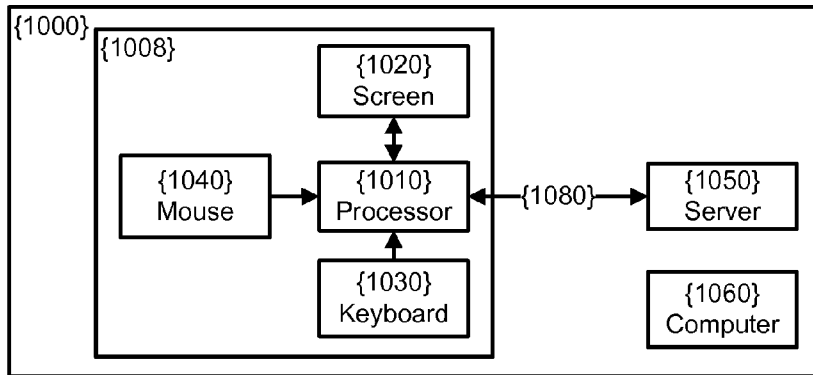 {1000}
{1008}
{1020}
Screen
{1040}
Mouse
{1010}
Processor
{1080}
{1050}
Server
{1030}
Keyboard
{1060}
Computer